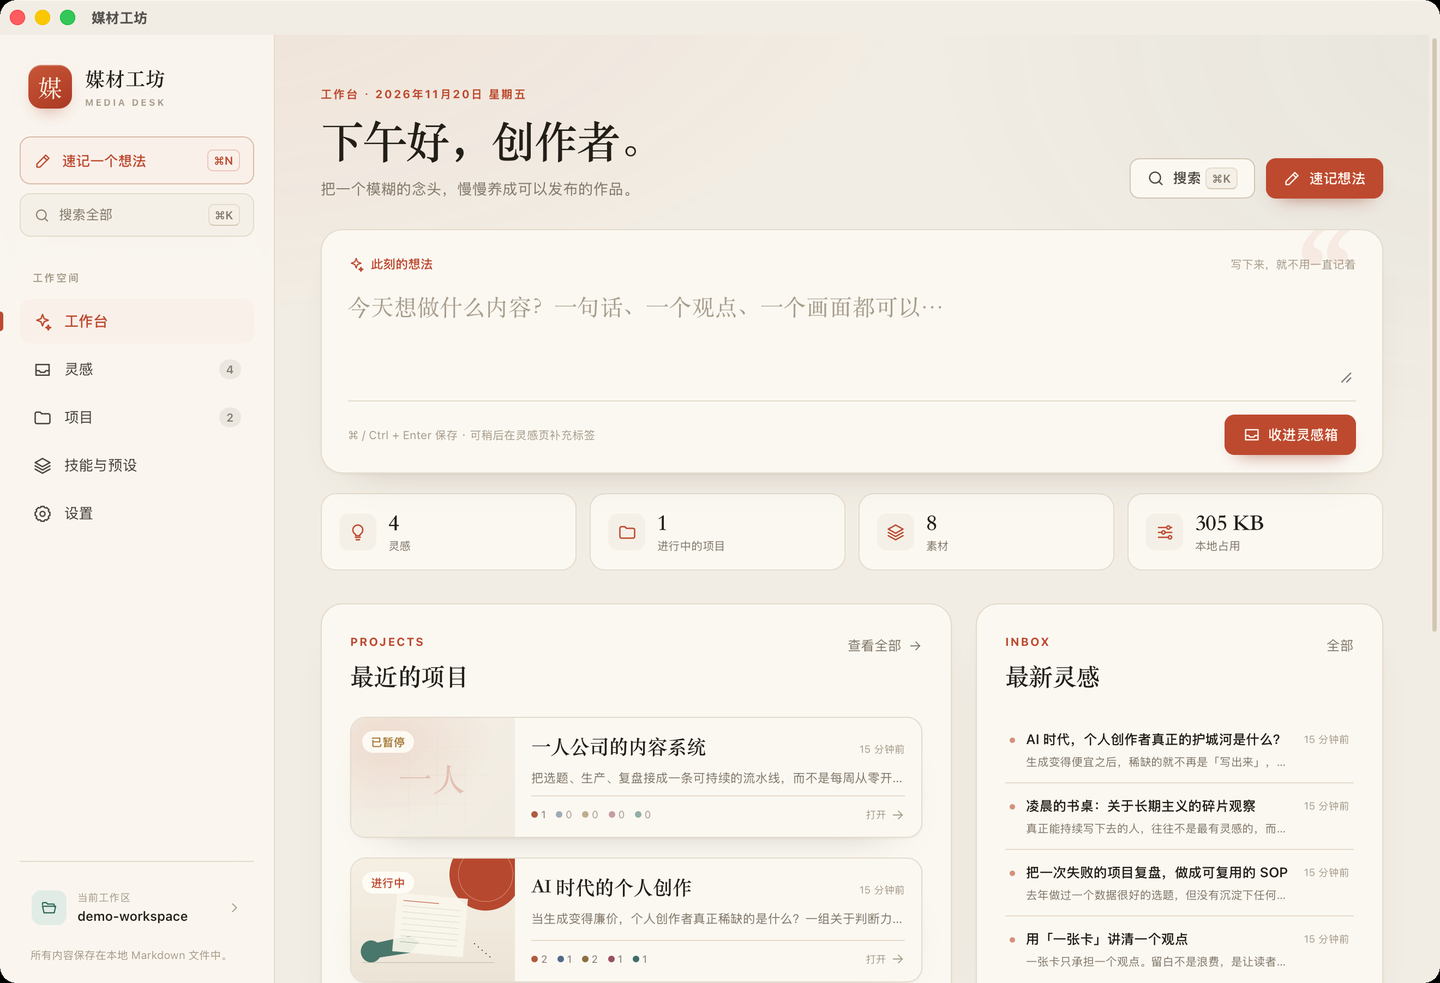 媒材工坊
媒
媒材工坊
MEDIA DESK
速记一个想法
⌘N
搜索全部
⌘K
工作空间
工作台
灵感
4
项目
2
技能与预设
设置
当前工作区
demo-workspace
所有内容保存在本地 Markdown 文件中。
工作台 · 2026年11月20日 星期五
下午好，创作者。
把一个模糊的念头，慢慢养成可以发布的作品。
搜索 ⌘K
速记想法
此刻的想法
“
写下来，就不用一直记着
今天想做什么内容？一句话、一个观点、一个画面都可以…
⌘ / Ctrl + Enter 保存 · 可稍后在灵感页补充标签
收进灵感箱
4
灵感
1
进行中的项目
8
素材
305 KB
本地占用
PROJECTS
查看全部 →
最近的项目
已暂停
一人
一人公司的内容系统
15 分钟前
把选题、生产、复盘接成一条可持续的流水线，而不是每周从零开…
1 0 0 0 0
打开 →
进行中
AI 时代的个人创作
15 分钟前
当生成变得廉价，个人创作者真正稀缺的是什么？一组关于判断力…
2 1 2 1 1
打开 →
INBOX
全部
最新灵感
AI 时代，个人创作者真正的护城河是什么？
15 分钟前
生成变得便宜之后，稀缺的就不再是「写出来」，…
凌晨的书桌：关于长期主义的碎片观察
15 分钟前
真正能持续写下去的人，往往不是最有灵感的，而…
把一次失败的项目复盘，做成可复用的 SOP
15 分钟前
去年做过一个数据很好的选题，但没有沉淀下任何…
用「一张卡」讲清一个观点
15 分钟前
一张卡只承担一个观点。留白不是浪费，是让读者…